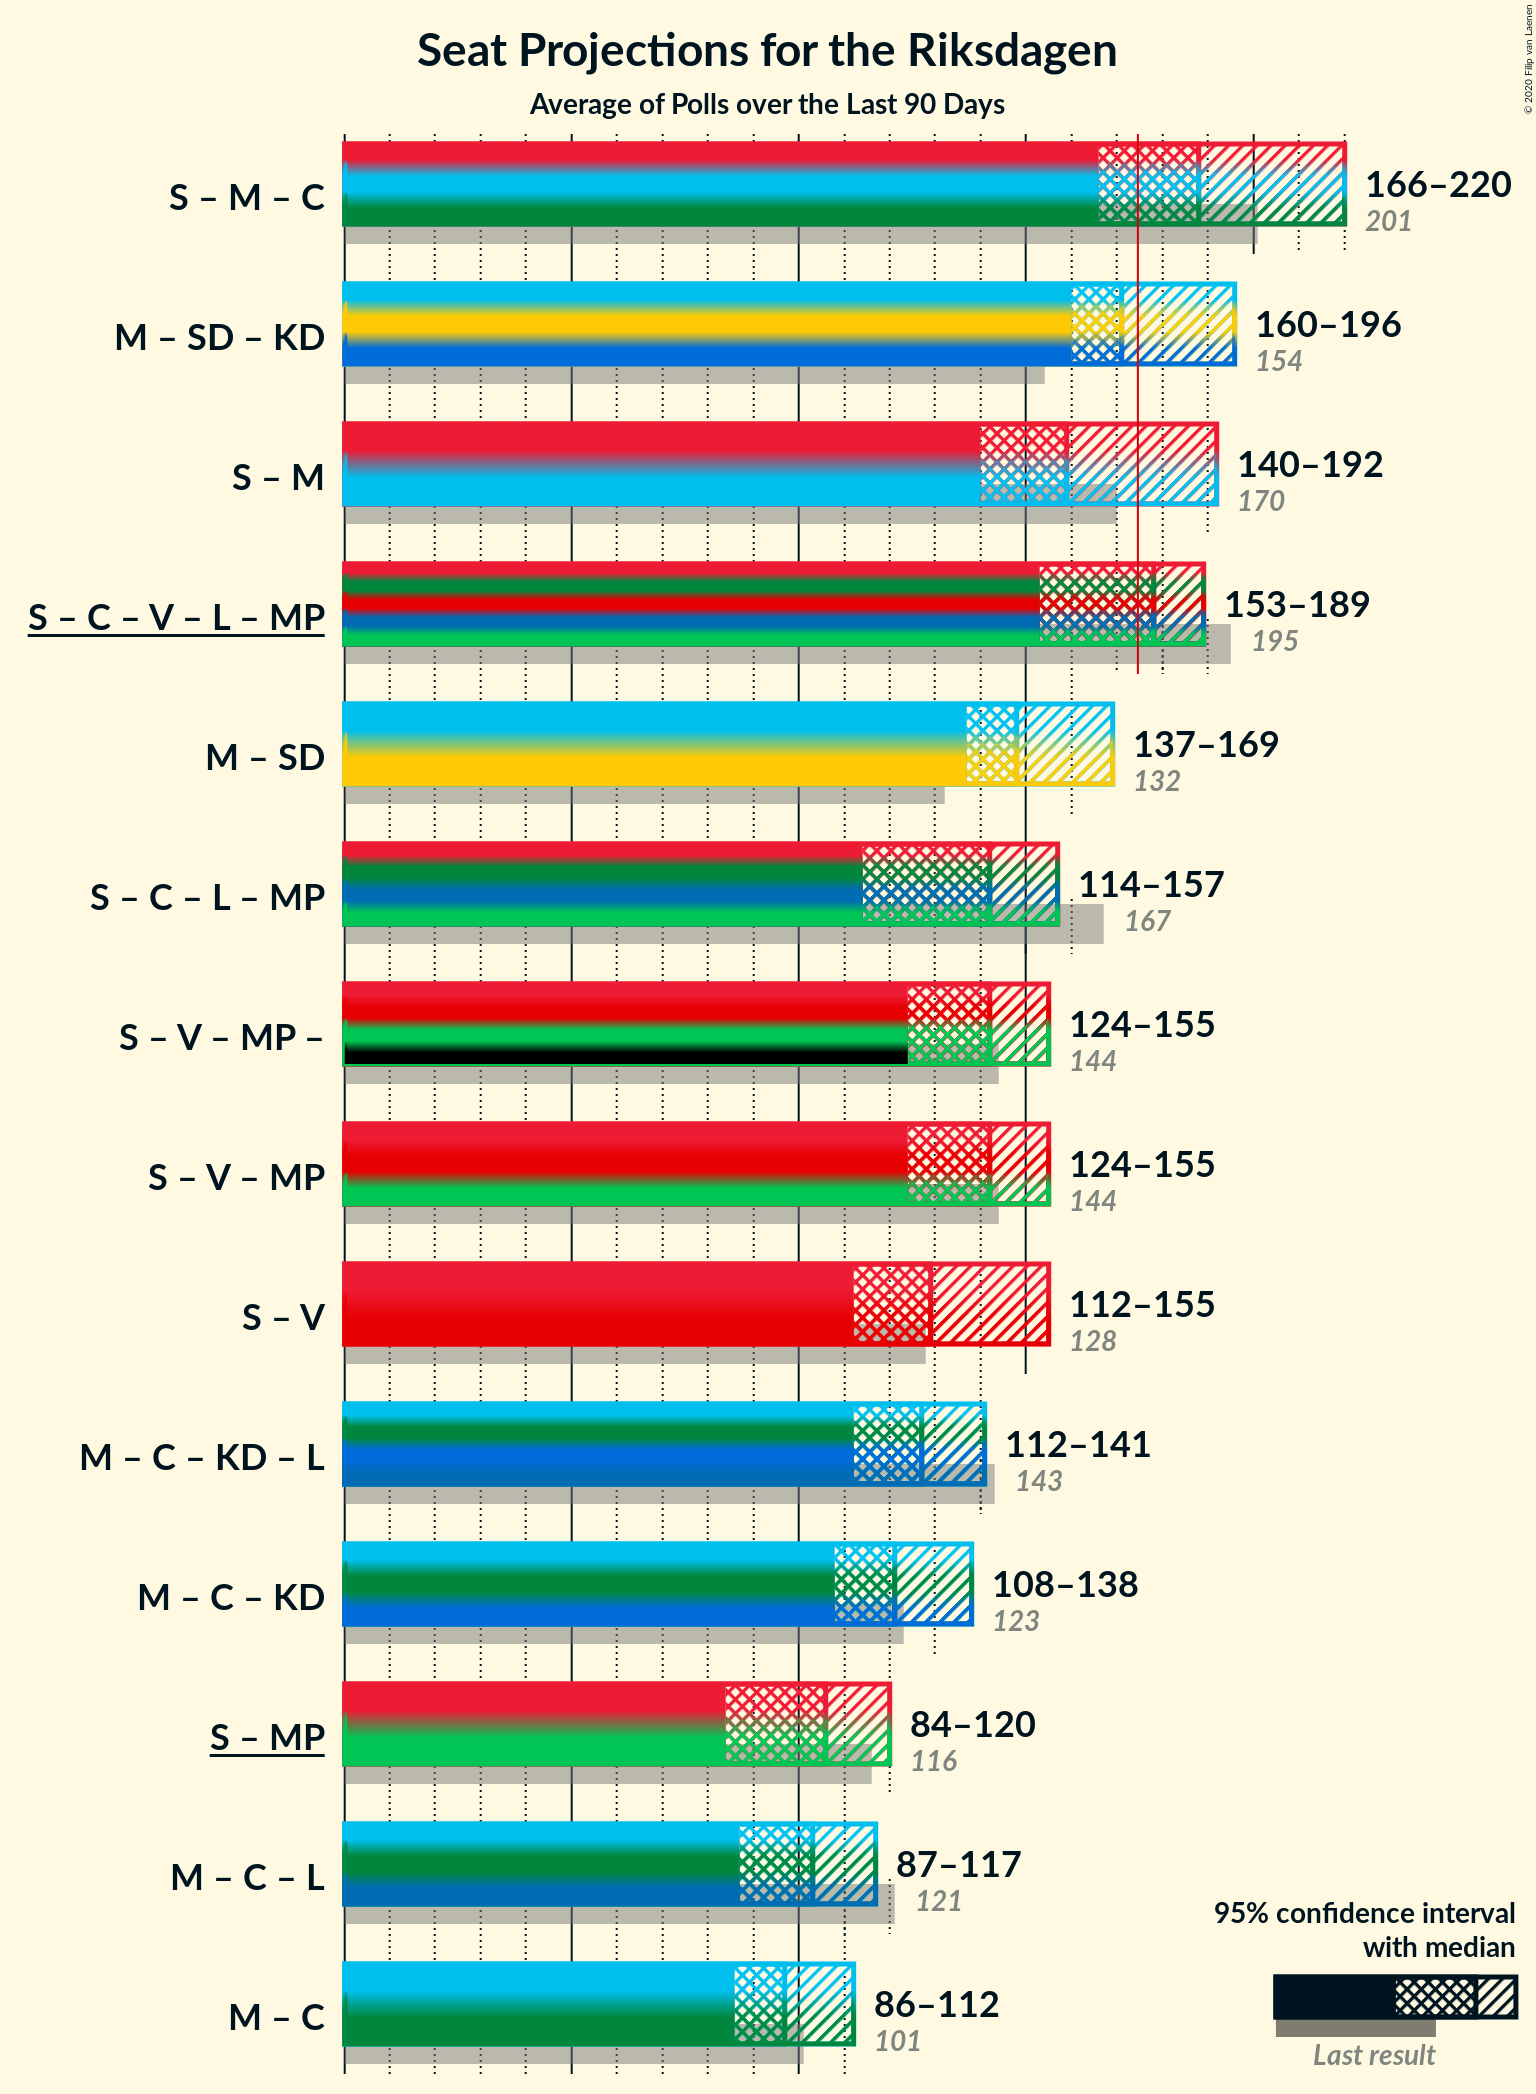 Seat Projections for the Riksdagen
Average of Polls over the Last 90 Days
© 2020 Filip van Laenen
S – M – C
166–220
201
M – SD – KD
160–196
154
S – M
140–192
170
S – C – V – L – MP
153–189
195
M – SD
137–169
132
S – C – L – MP
114–157
167
S – V – MP –
124–155
144
S – V – MP
124–155
144
S – V
112–155
128
M – C – KD – L
112–141
143
M – C – KD
108–138
123
S – MP
84–120
116
M – C – L
87–117
121
M – C
86–112
101
95% confidence interval
with median
Last result